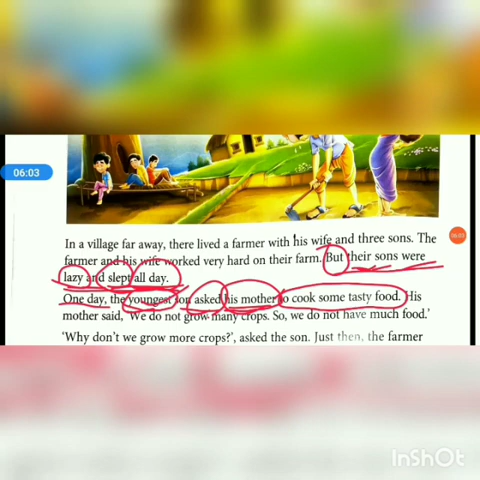 06:03
06:03
In a village far away, there lived a farmer with his wife and three sons. The
farmer and his wife worked very hard on their farm. But their sons were
lazy and slept all day.
One day, the youngest son asked his mother to cook some tasty food. His
mother said, 'We do not grow many crops. So, we do not have much food.'
'Why don't we grow more crops?', asked the son. Just then, the farmer
InShOt